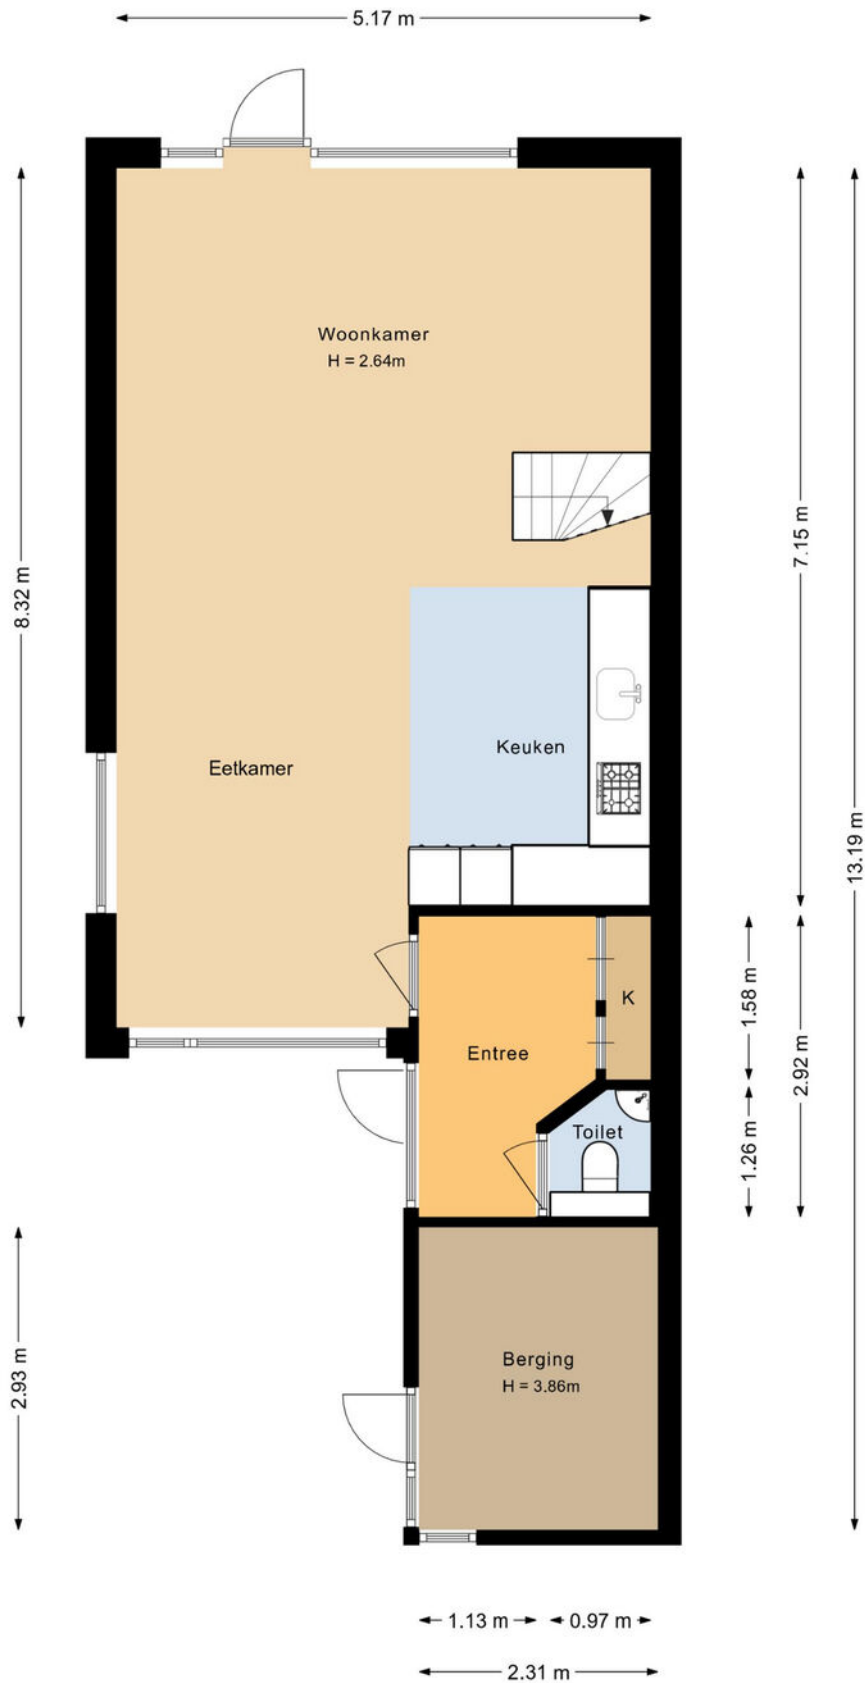 5.17 m
Woonkamer
H = 2.64m
8.32 m
7.15 m
Keuken
Eetkamer
13.19 m
K
1.58 m
Entree
2.92 m
Toilet
1.26 m
Berging
H = 3.86m
2.93 m
1.13 m
0.97 m
2.31 m